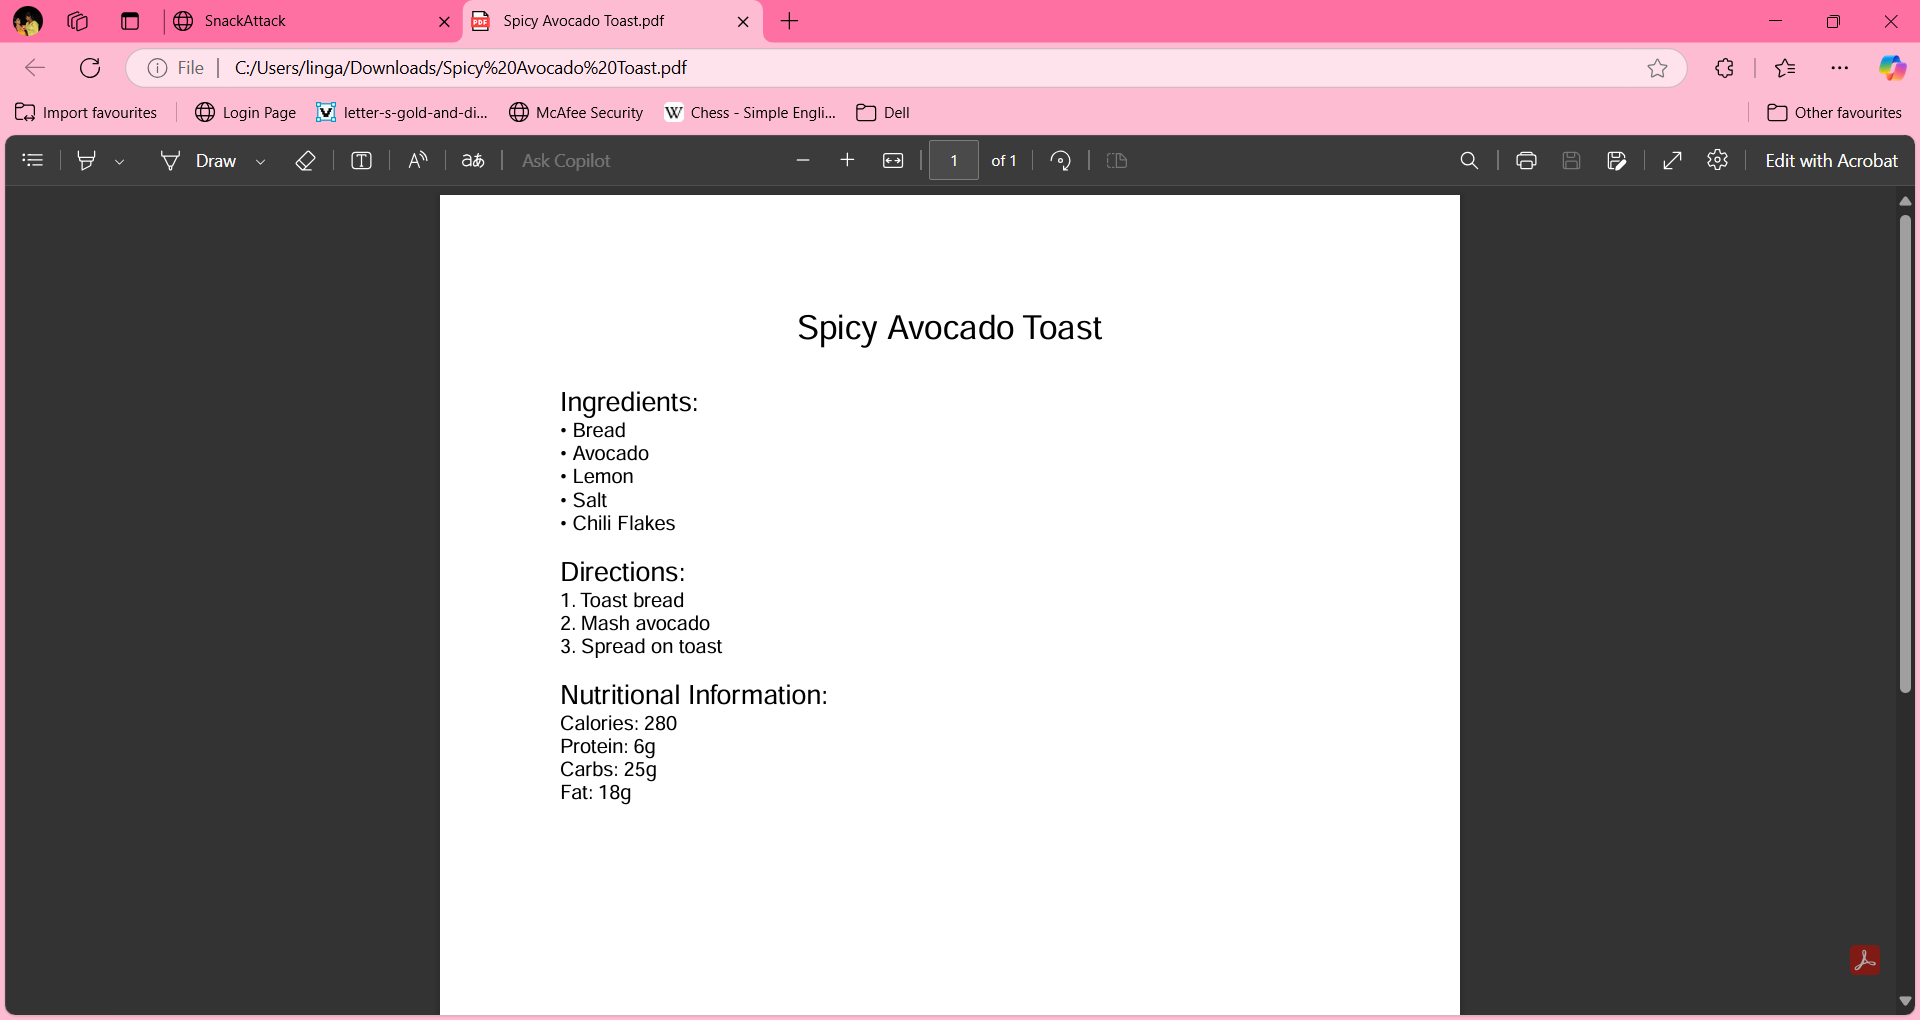 SnackAttack
Spicy Avocado Toast.pdf
File
C:/Users/linga/Downloads/Spicy%20Avocado%20Toast.pdf
Import favourites
Login Page
letter-s-gold-and-di...
McAfee Security
W Chess - Simple Engli...
Dell
Other favourites
Draw
aあ
Ask Copilot
1 of 1
Edit with Acrobat
Spicy Avocado Toast
Ingredients:
• Bread
• Avocado
• Lemon
• Salt
• Chili Flakes
Directions:
1. Toast bread
2. Mash avocado
3. Spread on toast
Nutritional Information:
Calories: 280
Protein: 6g
Carbs: 25g
Fat: 18g